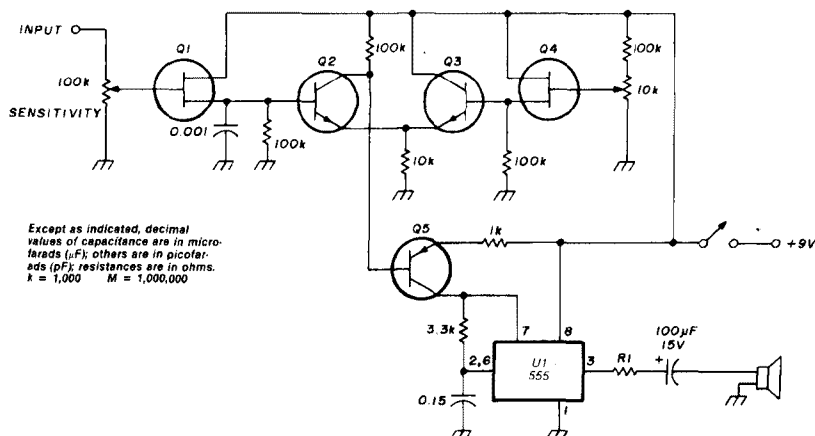 INPUT
Q1
100k
SENSITIVITY
0.001
100k
Q2
100k
10k
Q3
100k
Q4
100k
10k
Except as indicated, decimal
values of capacitance are in micro-
farads (µF); others are in picofar-
ads (pF); resistances are in ohms.
k = 1,000 M = 1,000,000
Q5
1k
+9V
3.3k
7
8
2,6
U1
555
3
R1
100µF
15V
+
0.15
1